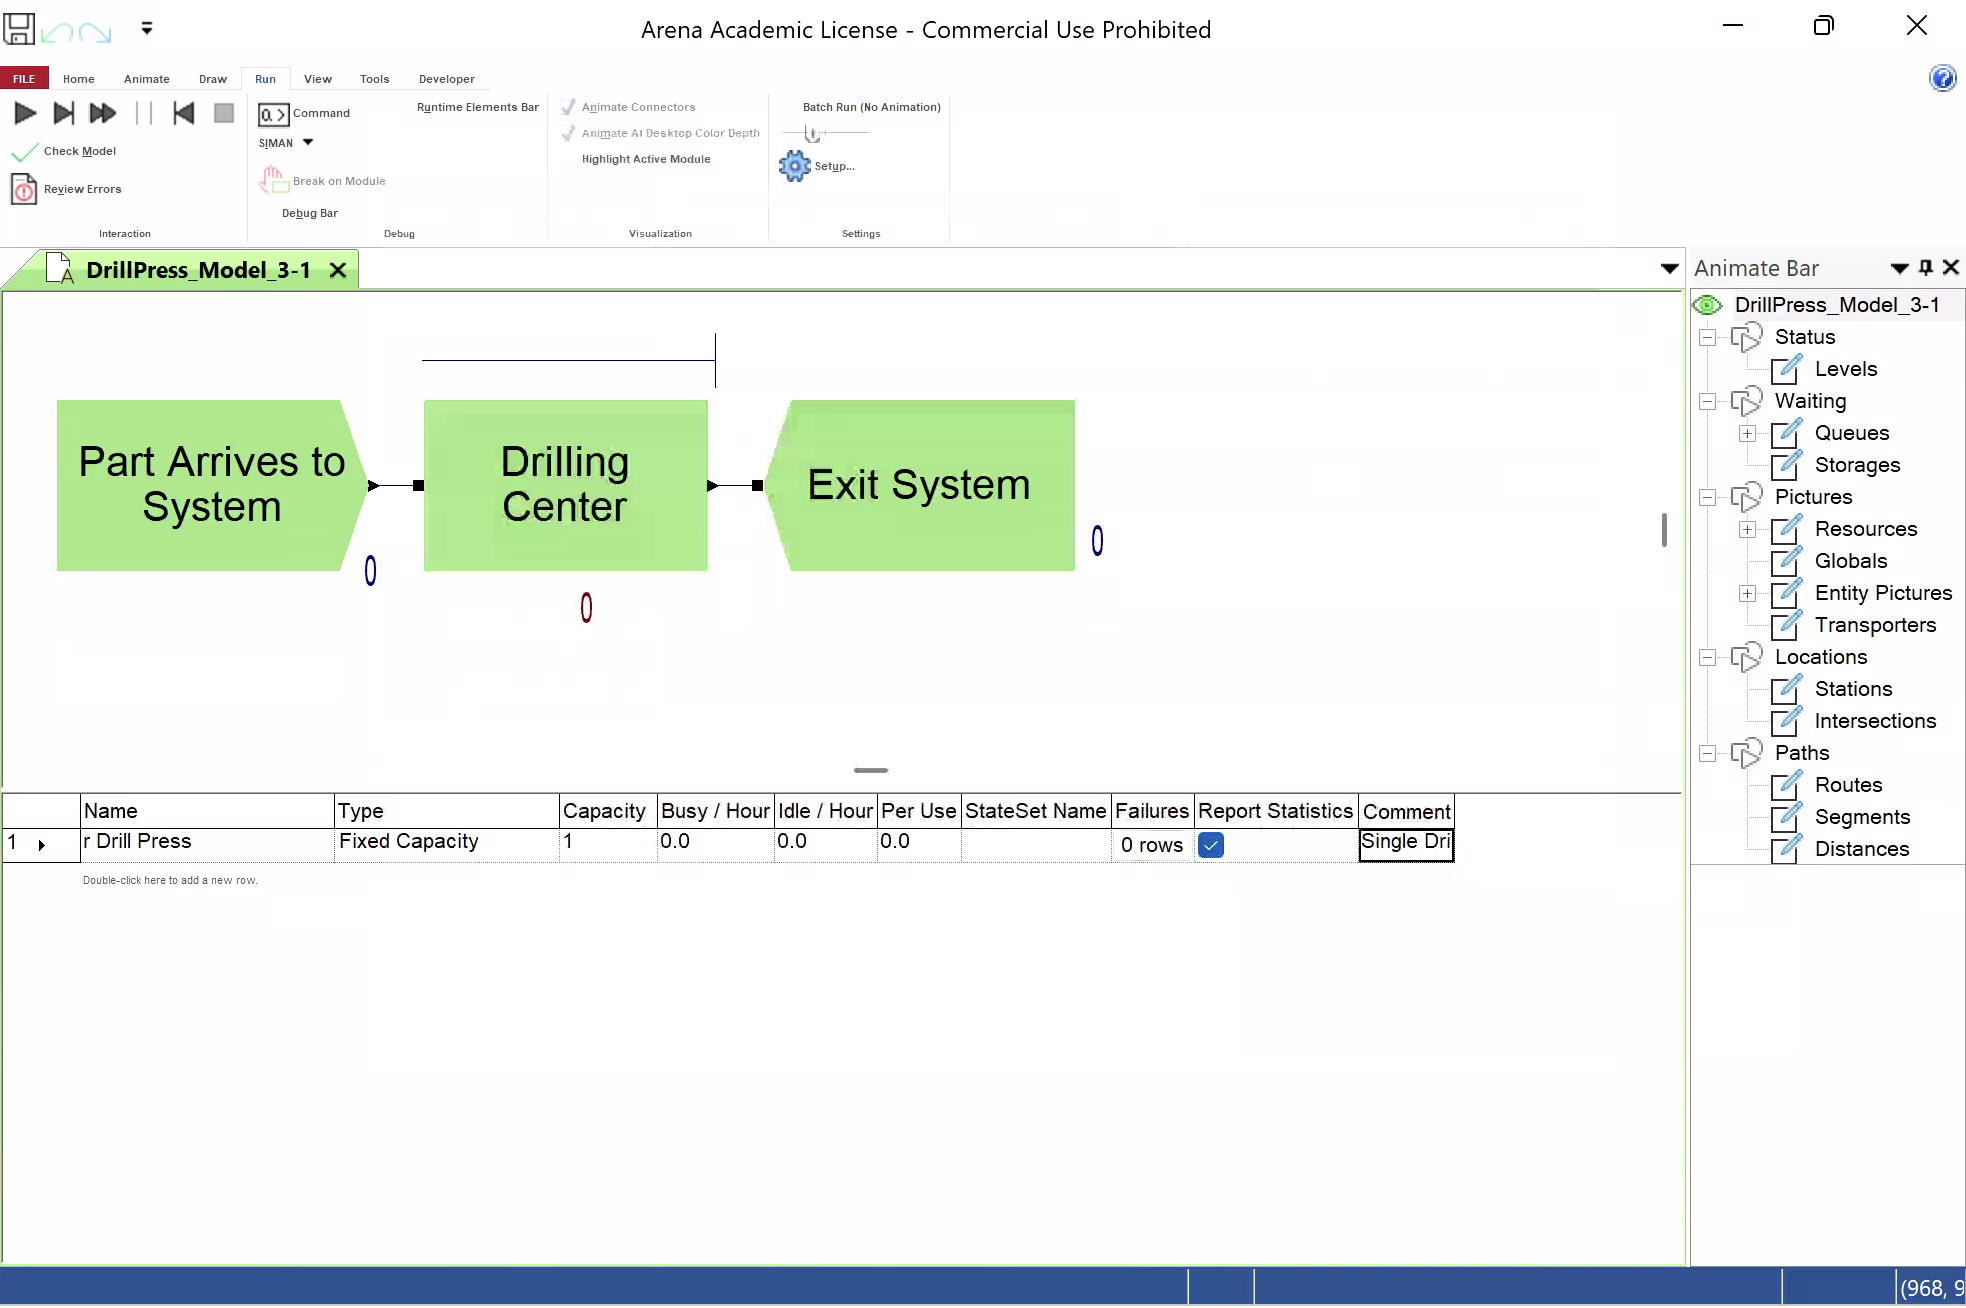 Arena Academic License - Commercial Use Prohibited
FILE Home Animate Draw Run View Tools Developer
Command
Runtime Elements Bar
Animate Connectors
Batch Run (No Animation)
SIMAN
Animate At Desktop Color Depth
Check Model
Highlight Active Module
Setup...
Break on Module
Review Errors
Debug Bar
Interaction Debug Visualization Settings
DrillPress_Model_3-1
Part Arrives to
System
0
Drilling
Center
0
Exit System
0
Name Type Capacity Busy / Hour Idle / Hour Per Use StateSet Name Failures Report Statistics Comment
1 r Drill Press Fixed Capacity 1 0.0 0.0 0.0 0 rows Single Dri
Double-click here to add a new row.
Animate Bar
DrillPress_Model_3-1
Status
Levels
Waiting
Queues
Storages
Pictures
Resources
Globals
Entity Pictures
Transporters
Locations
Stations
Intersections
Paths
Routes
Segments
Distances
(968, 9